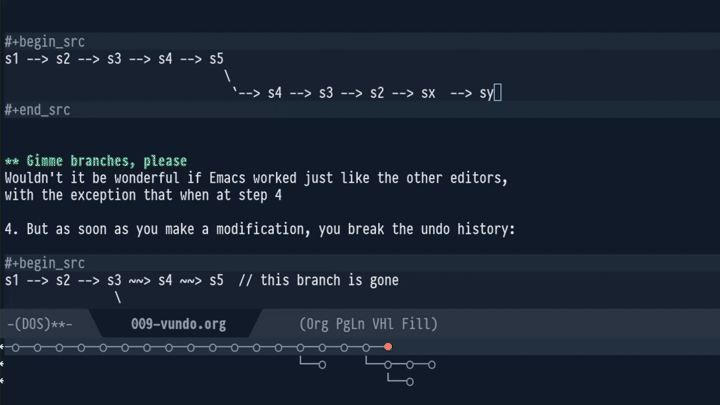 #+begin_src
s1 --> s2 --> s3 --> s4 --> s5
\
`--> s4 --> s3 --> s2 --> sx  --> sy
#+end_src
** Gimme branches, please
Wouldn't it be wonderful if Emacs worked just like the other editors,
with the exception that when at step 4
4. But as soon as you make a modification, you break the undo history:
#+begin_src
s1 --> s2 --> s3 ~~> s4 ~~> s5  // this branch is gone
\
-(DOS)**-  009-vundo.org  (Org PgLn VHl Fill)